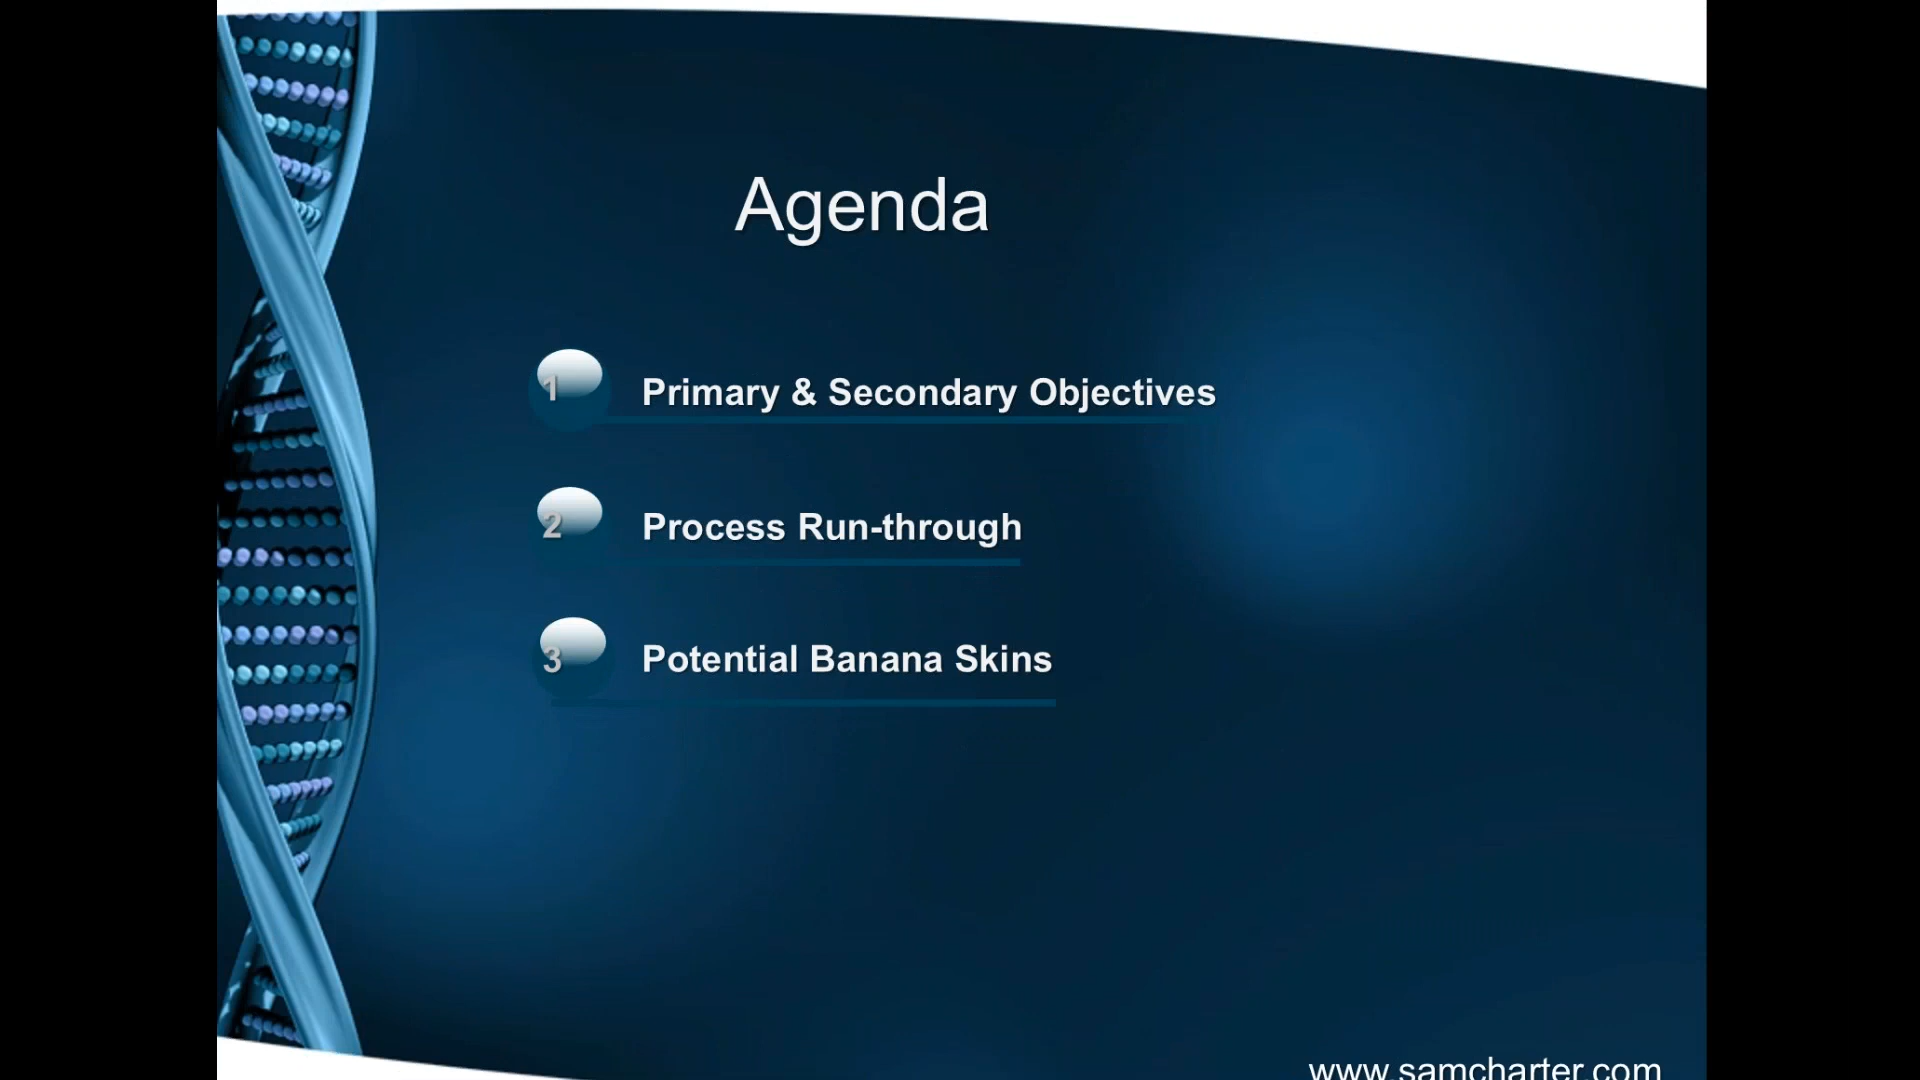 Agenda
1 Primary & Secondary Objectives
2 Process Run-through
3 Potential Banana Skins
www.samcharter.com